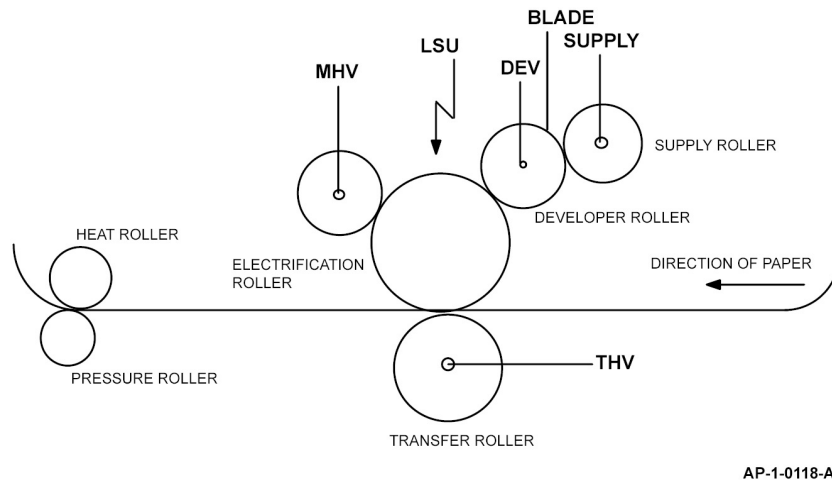 BLADE
LSU
SUPPLY
DEV
MHV
SUPPLY ROLLER
DEVELOPER ROLLER
HEAT ROLLER
ELECTRIFICATION
ROLLER
DIRECTION OF PAPER
THV
PRESSURE ROLLER
TRANSFER ROLLER
AP-1-0118-A